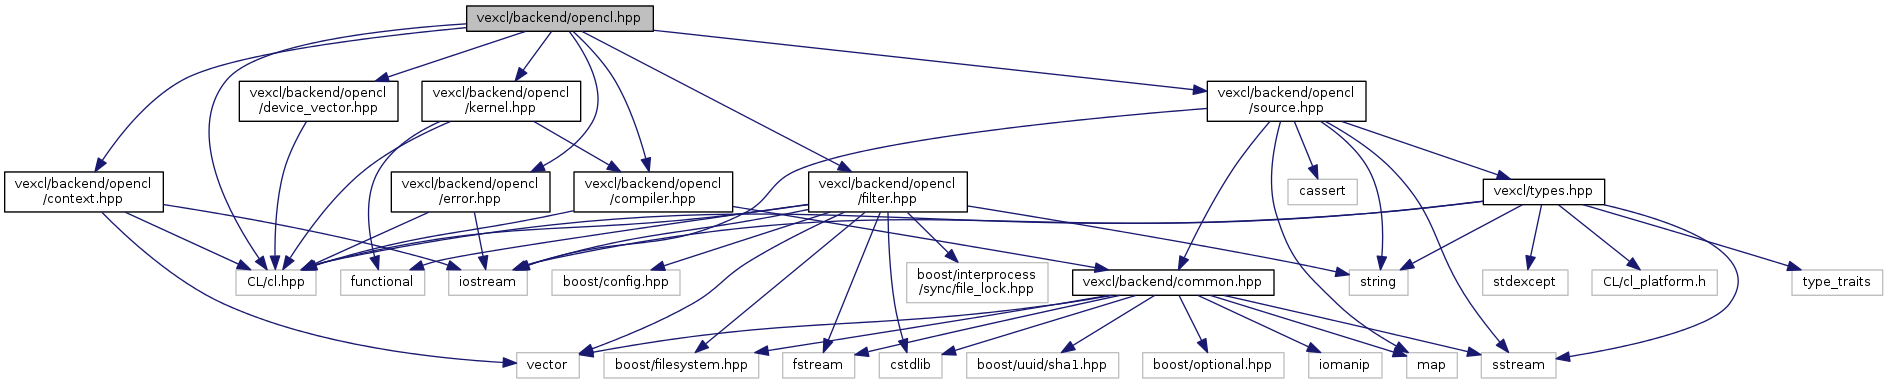 vexcl/backend/opencl.hpp
vexcl/backend/opencl
/device_vector.hpp
vexcl/backend/opencl
/kernel.hpp
vexcl/backend/opencl
/source.hpp
vexcl/backend/opencl
/context.hpp
vexcl/backend/opencl
/error.hpp
vexcl/backend/opencl
/compiler.hpp
vexcl/backend/opencl
/filter.hpp
cassert
vexcl/types.hpp
CL/cl.hpp
functional
iostream
boost/config.hpp
boost/interprocess
/sync/file_lock.hpp
vexcl/backend/common.hpp
string
stdexcept
CL/cl_platform.h
type_traits
vector
boost/filesystem.hpp
fstream
cstdlib
boost/uuid/sha1.hpp
boost/optional.hpp
iomanip
map
sstream